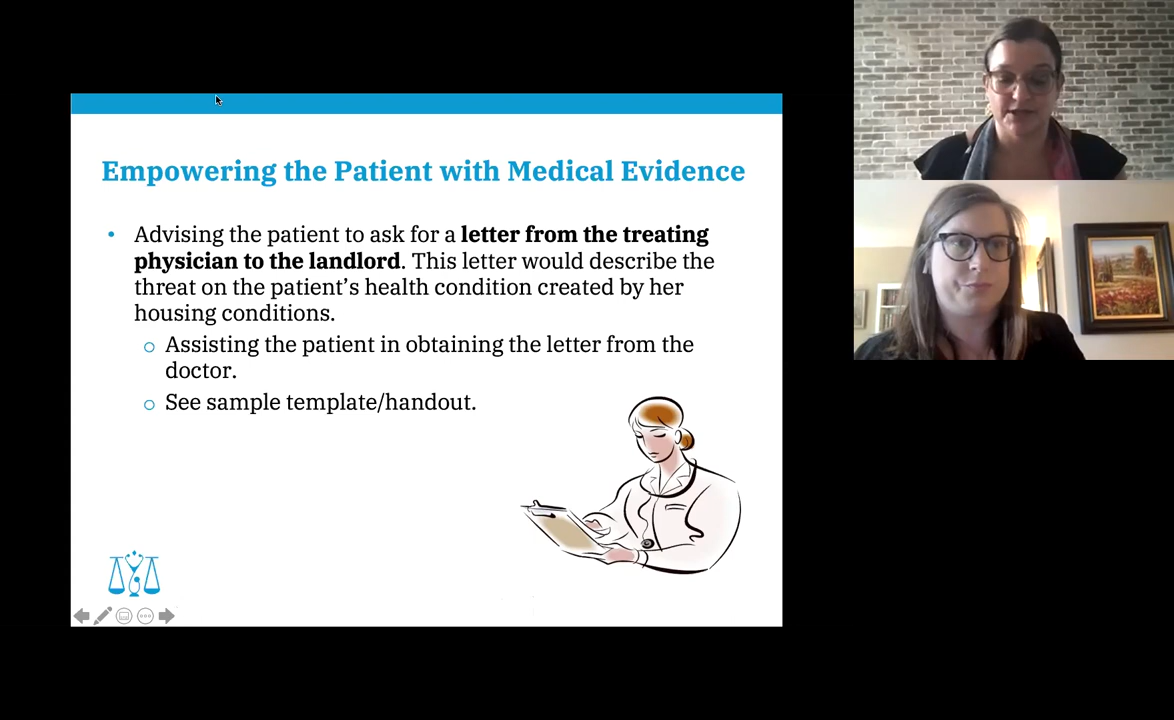 Empowering the Patient with Medical Evidence
• Advising the patient to ask for a letter from the treating
physician to the landlord. This letter would describe the
threat on the patient’s health condition created by her
housing conditions.
○ Assisting the patient in obtaining the letter from the
doctor.
○ See sample template/handout.